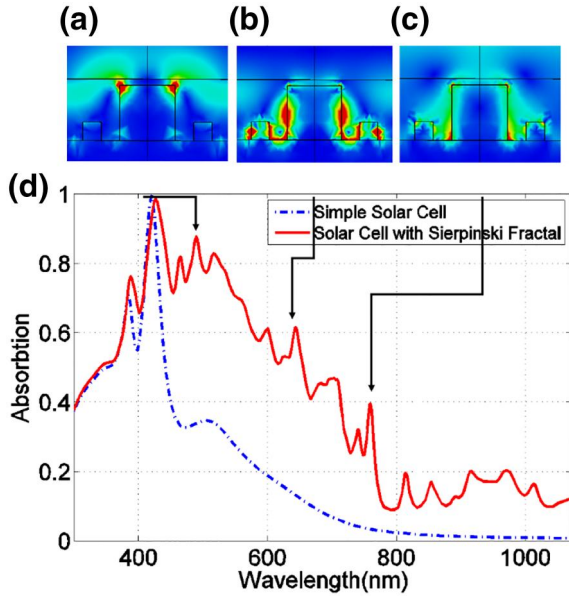 (a) (b) (c)
(d)
Simple Solar Cell
Solar Cell with Sierpinski Fractal
Absorbtion
1
0.8
0.6
0.4
0.2
0
400 600 800 1000
Wavelength(nm)